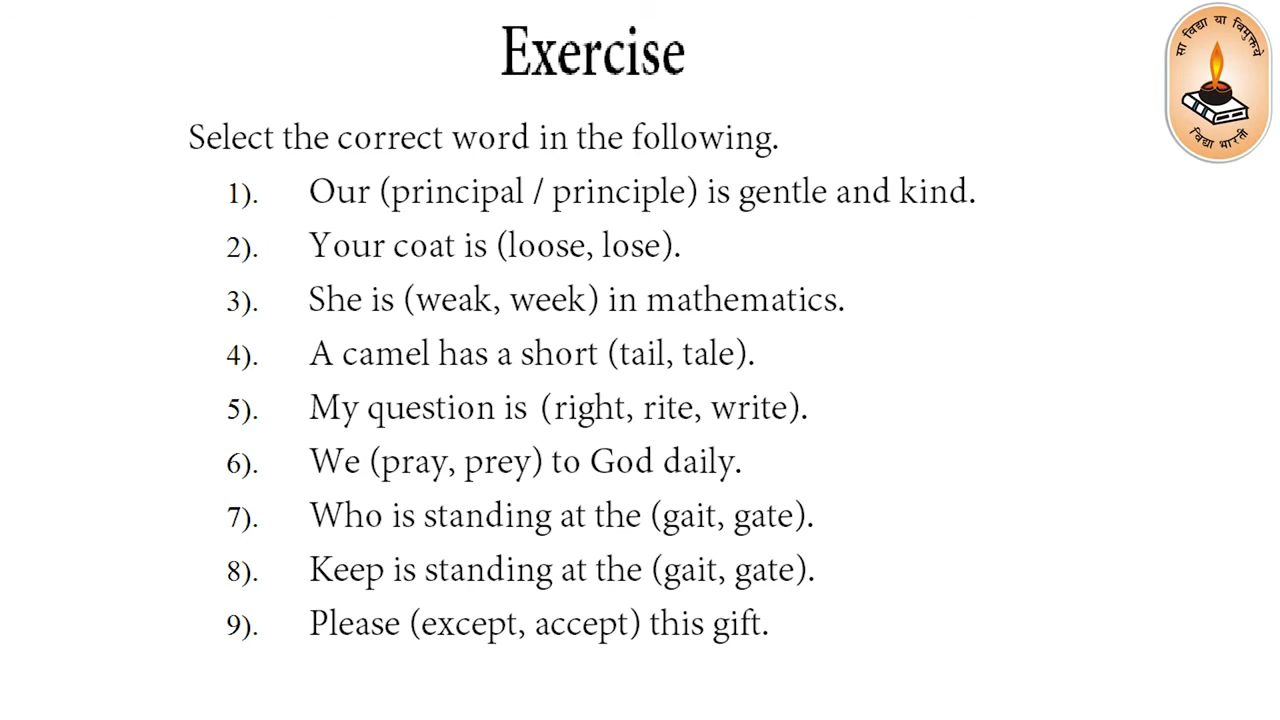 Exercise
सा विद्या या विमुक्तये
विद्या भारती
Select the correct word in the following.
1). Our (principal / principle) is gentle and kind.
2). Your coat is (loose, lose).
3). She is (weak, week) in mathematics.
4). A camel has a short (tail, tale).
5). My question is (right, rite, write).
6). We (pray, prey) to God daily.
7). Who is standing at the (gait, gate).
8). Keep is standing at the (gait, gate).
9). Please (except, accept) this gift.